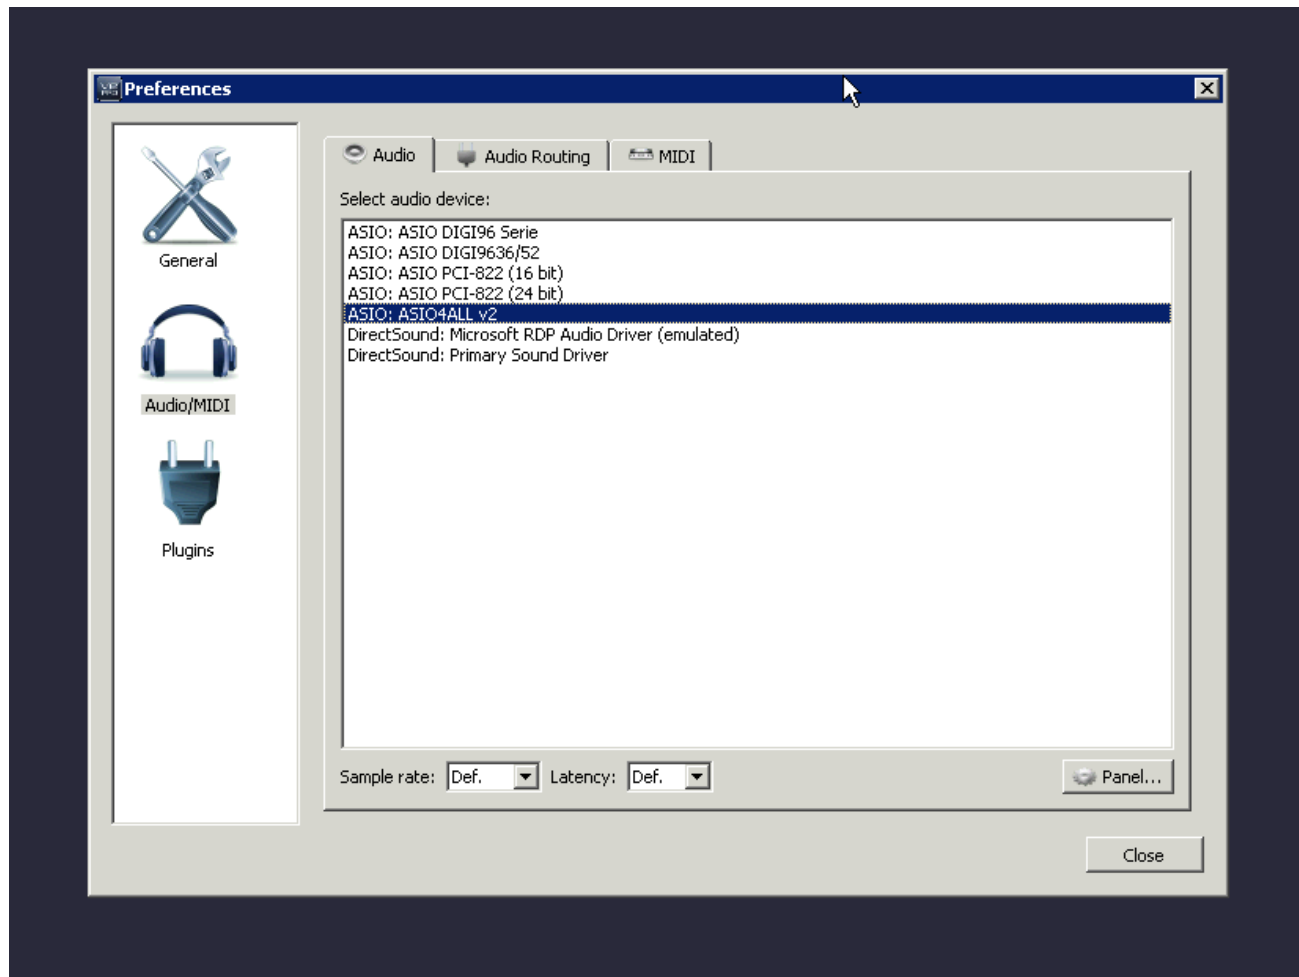 Preferences
General
Audio/MIDI
Plugins
Audio
Audio Routing
MIDI
Select audio device:
ASIO: ASIO DIGI96 Serie
ASIO: ASIO DIGI9636/52
ASIO: ASIO PCI-822 (16 bit)
ASIO: ASIO PCI-822 (24 bit)
ASIO: ASIO4ALL v2
DirectSound: Microsoft RDP Audio Driver (emulated)
DirectSound: Primary Sound Driver
Sample rate: Def. Latency: Def. Panel...
Close